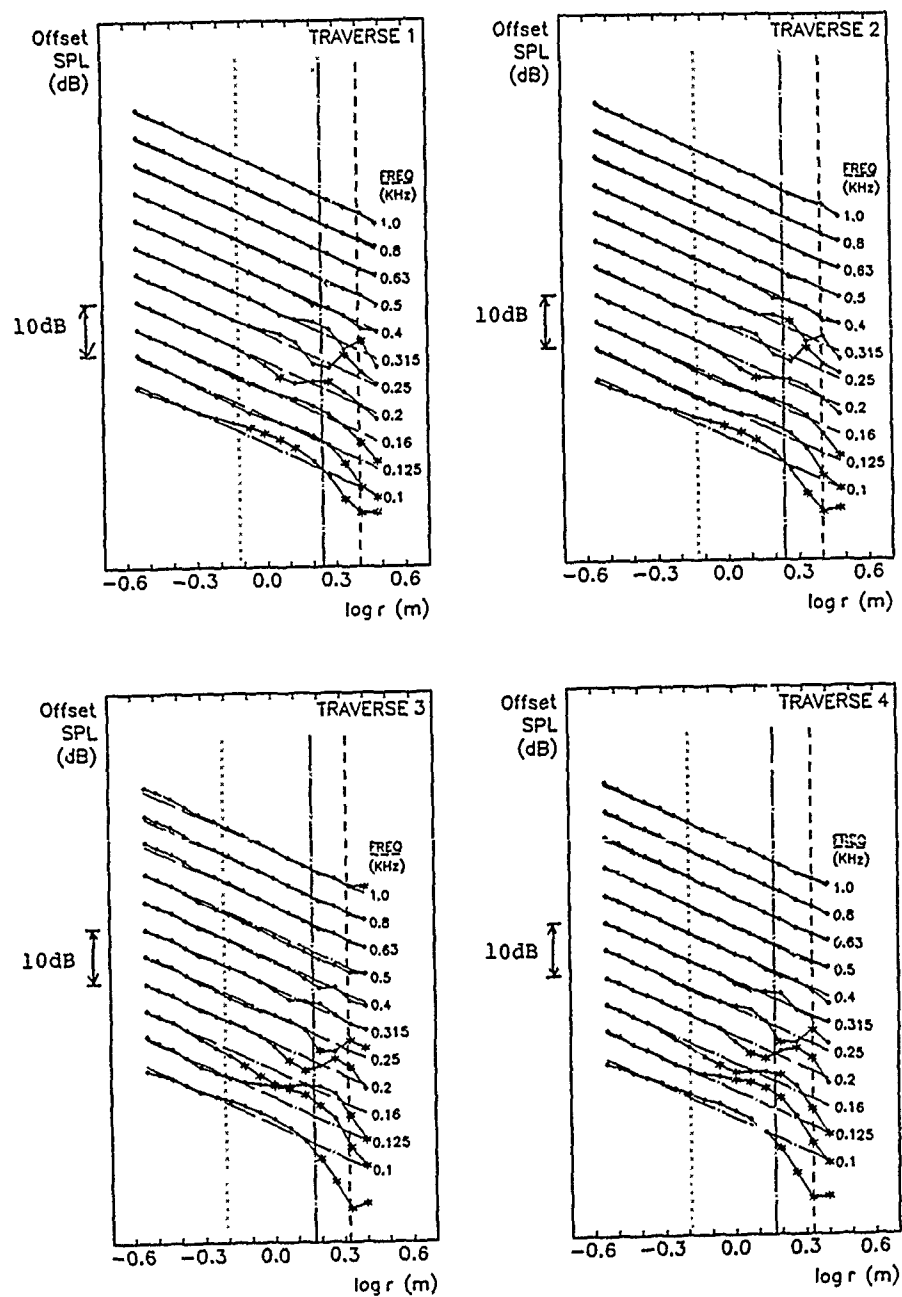 Offset
SPL
(dB)
TRAVERSE 1
FREQ
(KHz)
1.0
0.8
0.63
0.5
0.4
0.315
0.25
0.2
0.16
0.125
0.1
10dB
-0.6 -0.3 0.0 0.3 0.6
log r (m)
Offset
SPL
(dB)
TRAVERSE 2
FREQ
(KHz)
1.0
0.8
0.63
0.5
0.4
0.315
0.25
0.2
0.16
0.125
0.1
10dB
-0.6 -0.3 0.0 0.3 0.6
log r (m)
Offset
SPL
(dB)
TRAVERSE 3
FREQ
(KHz)
1.0
0.8
0.63
0.5
0.4
0.315
0.25
0.2
0.16
0.125
0.1
10dB
-0.6 -0.3 0.0 0.3 0.6
log r (m)
Offset
SPL
(dB)
TRAVERSE 4
FREQ
(KHz)
1.0
0.8
0.63
0.5
0.4
0.315
0.25
0.2
0.16
0.125
0.1
10dB
-0.6 -0.3 0.0 0.3 0.6
log r (m)